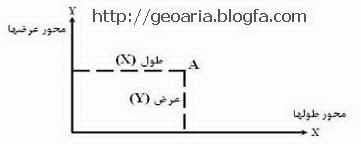 http://geoaria.blogfa.com
Y
محور عرضها
طول (X)
A
عرض (Y)
محور طولها
X